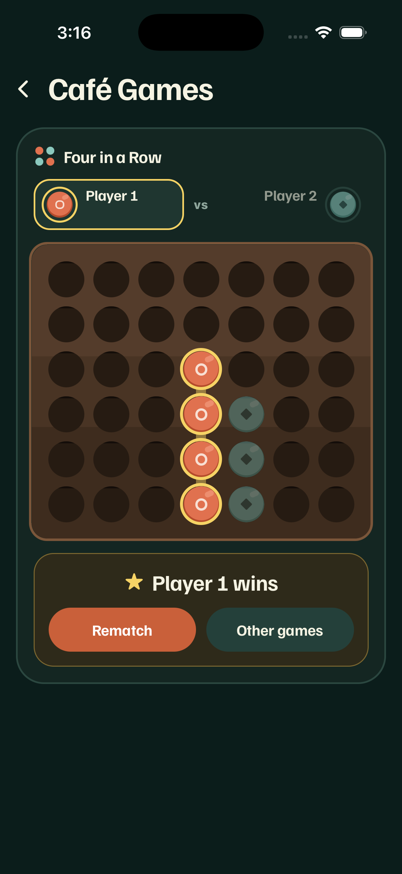 3:16
Café Games
Four in a Row
Player 1
vs
Player 2
Player 1 wins
Rematch
Other games